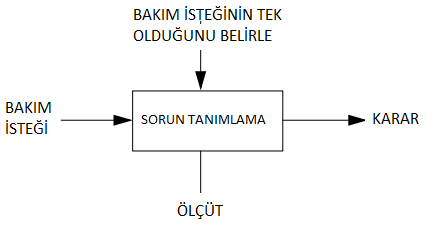 BAKIM İSTEĞİNİN TEK
OLDUĞUNU BELİRLE
BAKIM
İSTEĞİ
SORUN TANIMLAMA
KARAR
ÖLÇÜT